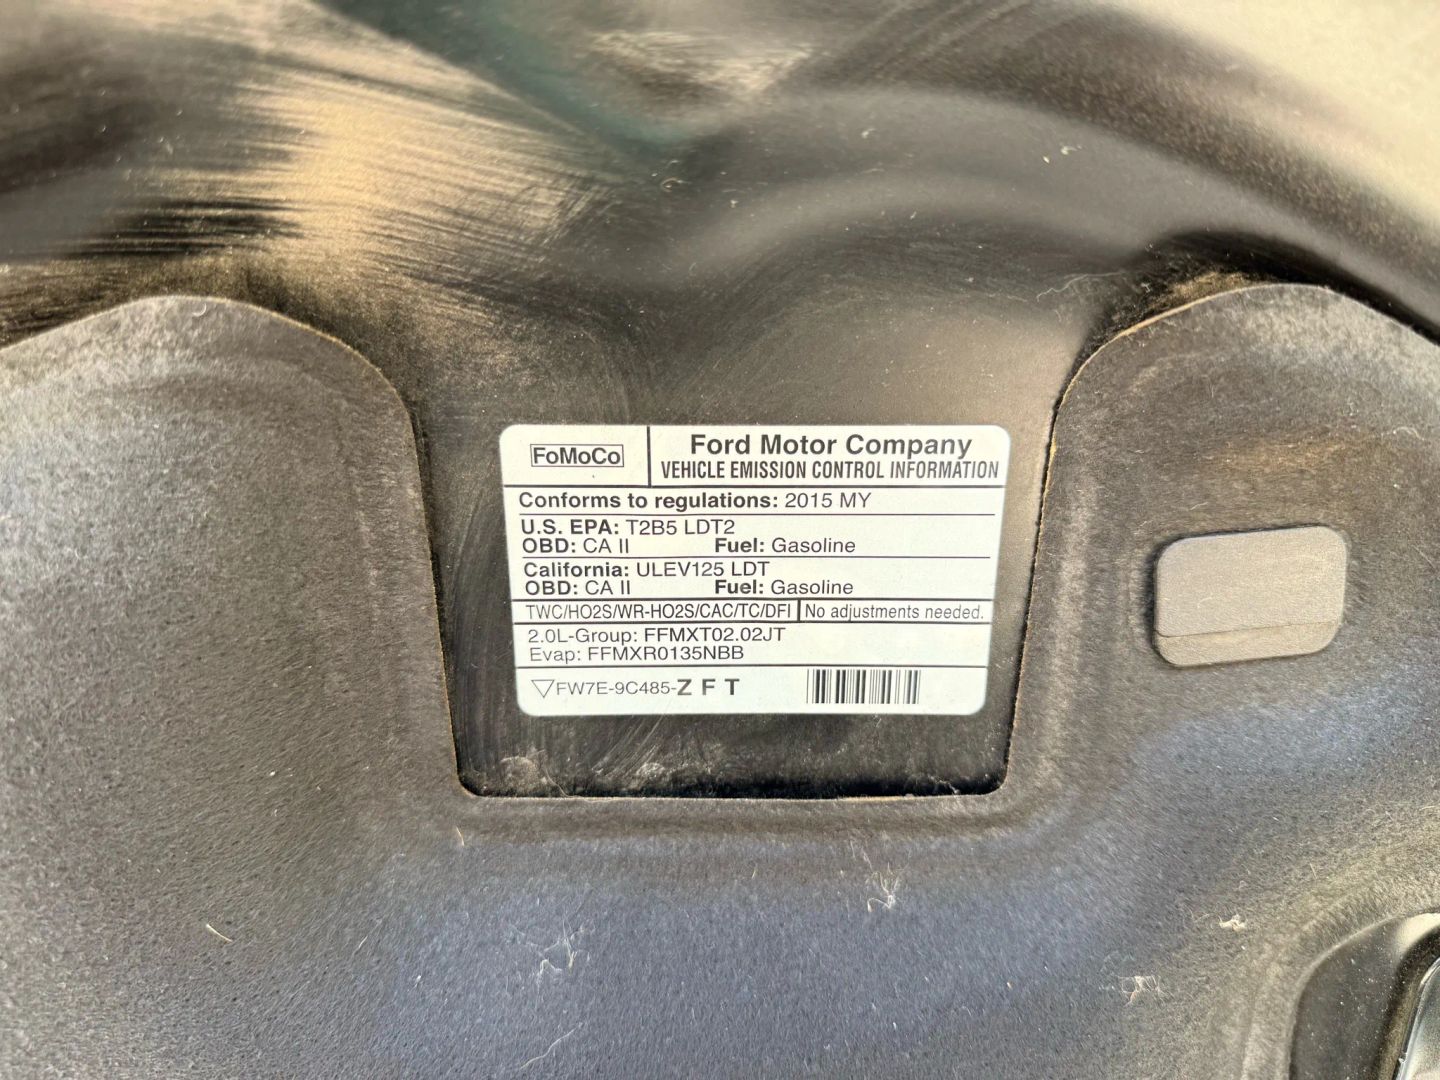 FoMoCo
Ford Motor Company
VEHICLE EMISSION CONTROL INFORMATION
Conforms to regulations: 2015 MY
U.S. EPA: T2B5 LDT2
OBD: CA II Fuel: Gasoline
California: ULEV125 LDT
OBD: CA II Fuel: Gasoline
TWC/HO2S/WR-HO2S/CAC/TC/DFI No adjustments needed.
2.0L-Group: FFMXT02.02JT
Evap: FFMXR0135NBB
▽FW7E-9C485-Z F T